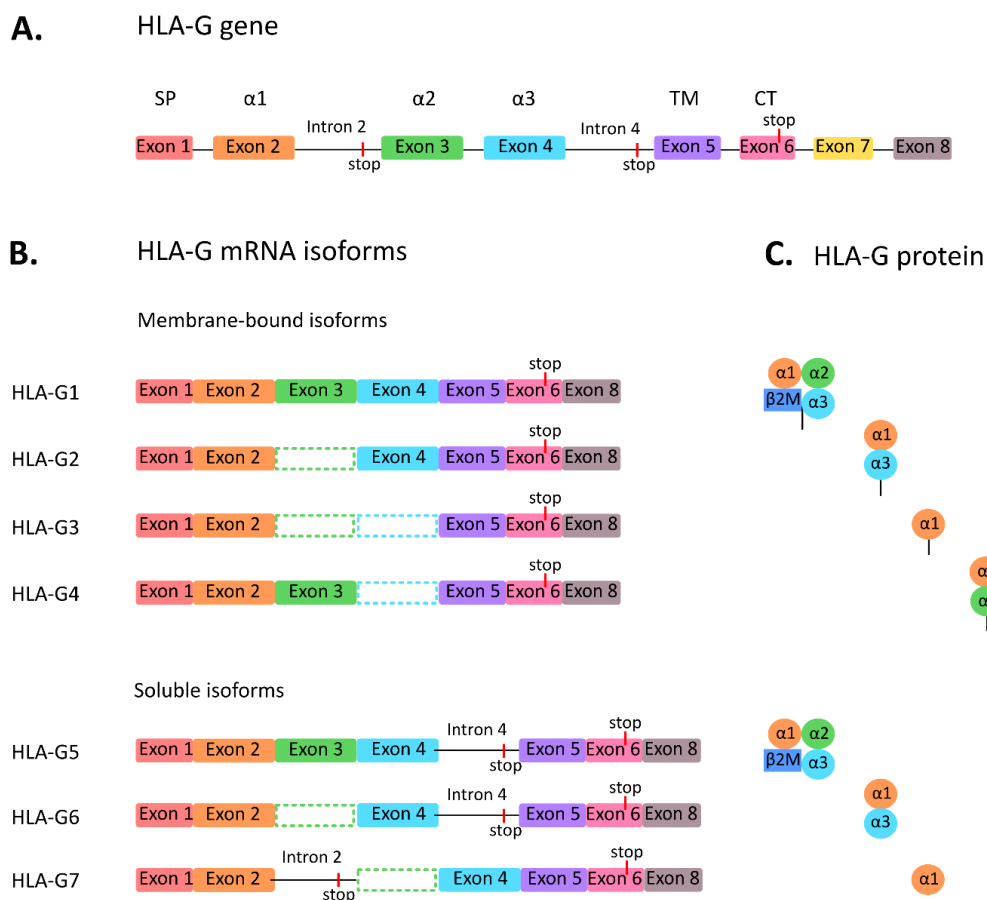 A. HLA-G gene
SP α1 α2 α3 TM CT
Intron 2 Intron 4 stop
Exon 1 Exon 2 Exon 3 Exon 4 Exon 5 Exon 6 Exon 7 Exon 8
stop stop
B. HLA-G mRNA isoforms C. HLA-G protein
Membrane-bound isoforms
stop
HLA-G1 Exon 1 Exon 2 Exon 3 Exon 4 Exon 5 Exon 6 Exon 8 α1 α2
β2M α3
stop
HLA-G2 Exon 1 Exon 2 Exon 4 Exon 5 Exon 6 Exon 8 α1
α3
stop
HLA-G3 Exon 1 Exon 2 Exon 5 Exon 6 Exon 8 α1
stop
HLA-G4 Exon 1 Exon 2 Exon 3 Exon 5 Exon 6 Exon 8
Soluble isoforms
Intron 4 stop
HLA-G5 Exon 1 Exon 2 Exon 3 Exon 4 Exon 5 Exon 6 Exon 8 α1 α2
stop β2M α3
Intron 4 stop
HLA-G6 Exon 1 Exon 2 Exon 4 Exon 5 Exon 6 Exon 8 α1
stop α3
Intron 2 stop
HLA-G7 Exon 1 Exon 2 Exon 4 Exon 5 Exon 6 Exon 8 α1
stop